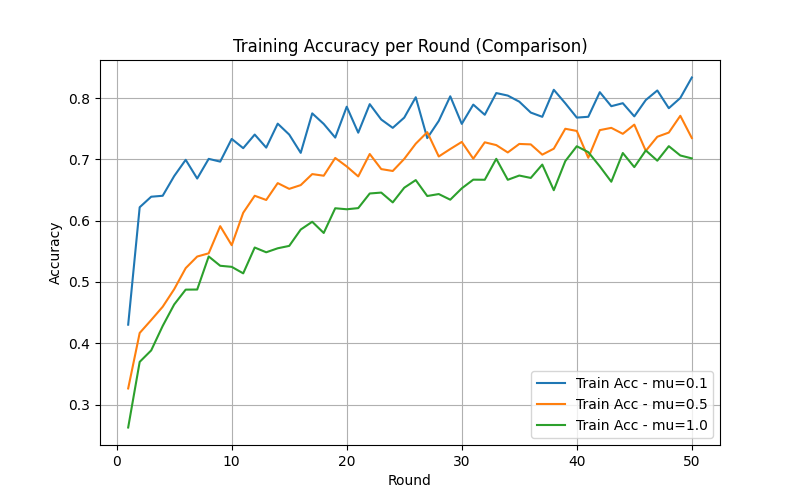 Training Accuracy per Round (Comparison)
Accuracy
0.8
0.7
0.6
0.5
0.4
0.3
0 10 20 30 40 50
Round
Train Acc - mu=0.1
Train Acc - mu=0.5
Train Acc - mu=1.0